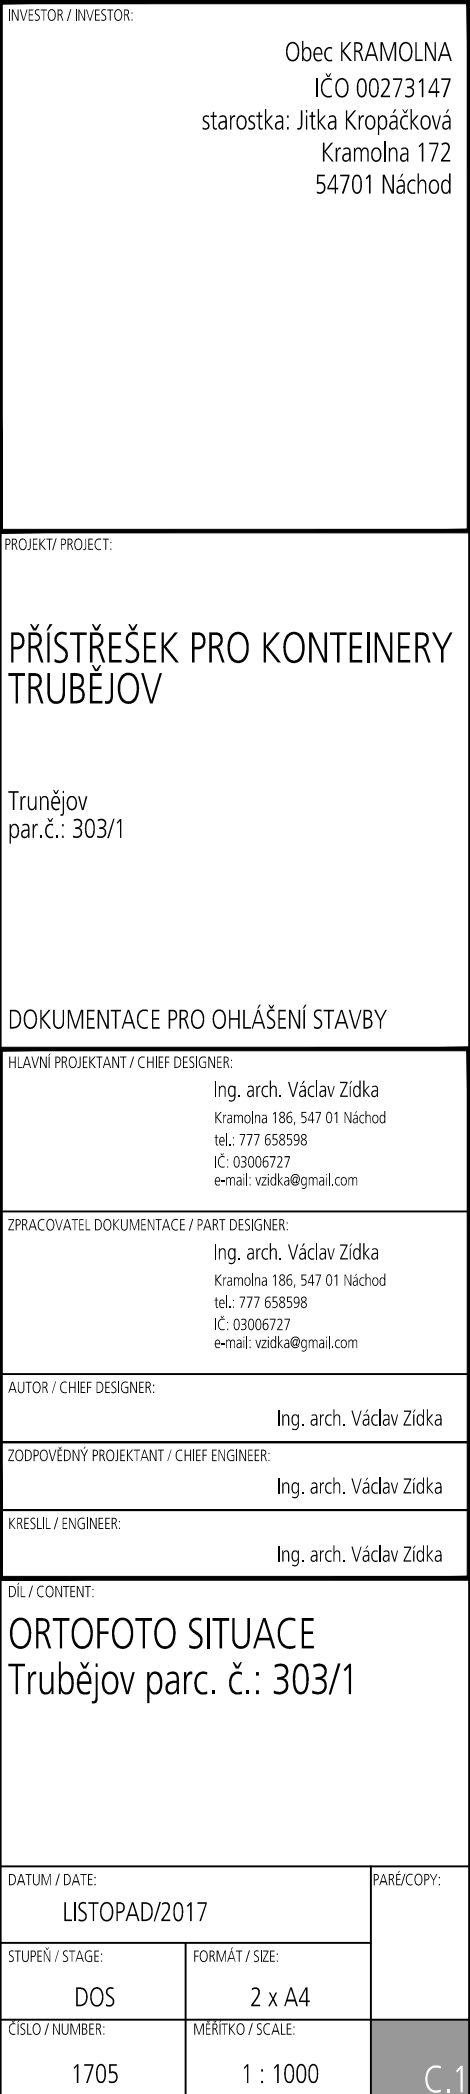 INVESTOR / INVESTOR:
Obec KRAMOLNA
IČO 00273147
starostka: Jitka Kropáčková
Kramolna 172
54701 Náchod
PROJEKT/ PROJECT:
PŘÍSTŘEŠEK PRO KONTEINERY
TRUBĚJOV
Trunějov
par.č.: 303/1
DOKUMENTACE PRO OHLÁŠENÍ STAVBY
HLAVNÍ PROJEKTANT / CHIEF DESIGNER:
Ing. arch. Václav Zídka
Kramolna 186, 547 01 Náchod
tel.: 777 658598
IČ: 03006727
e-mail: vzidka@gmail.com
ZPRACOVATEL DOKUMENTACE / PART DESIGNER:
Ing. arch. Václav Zídka
Kramolna 186, 547 01 Náchod
tel.: 777 658598
IČ: 03006727
e-mail: vzidka@gmail.com
AUTOR / CHIEF DESIGNER:
Ing. arch. Václav Zídka
ZODPOVĚDNÝ PROJEKTANT / CHIEF ENGINEER:
Ing. arch. Václav Zídka
KRESLIL / ENGINEER:
Ing. arch. Václav Zídka
DÍL / CONTENT:
ORTOFOTO SITUACE
Trubějov parc. č.: 303/1
DATUM / DATE:
PARÉ/COPY:
LISTOPAD/2017
STUPEŇ / STAGE:
FORMÁT / SIZE:
DOS
2 x A4
ČÍSLO / NUMBER:
MĚŘÍTKO / SCALE:
1705
1 : 1000
C.1